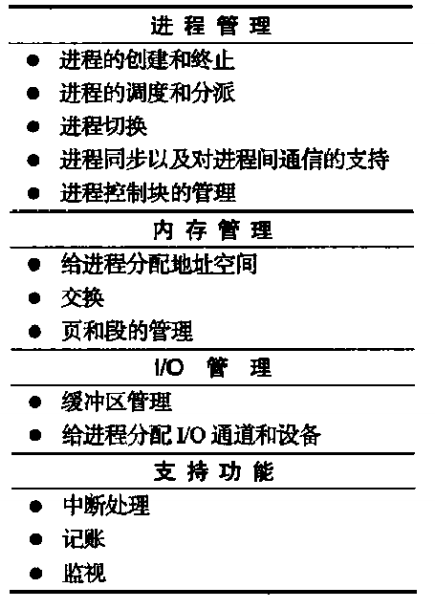 进程管理
● 进程的创建和终止
● 进程的调度和分派
● 进程切换
● 进程同步以及对进程间通信的支持
● 进程控制块的管理
内存管理
● 给进程分配地址空间
● 交换
● 页和段的管理
I/O 管理
● 缓冲区管理
● 给进程分配 I/O 通道和设备
支持功能
● 中断处理
● 记账
● 监视